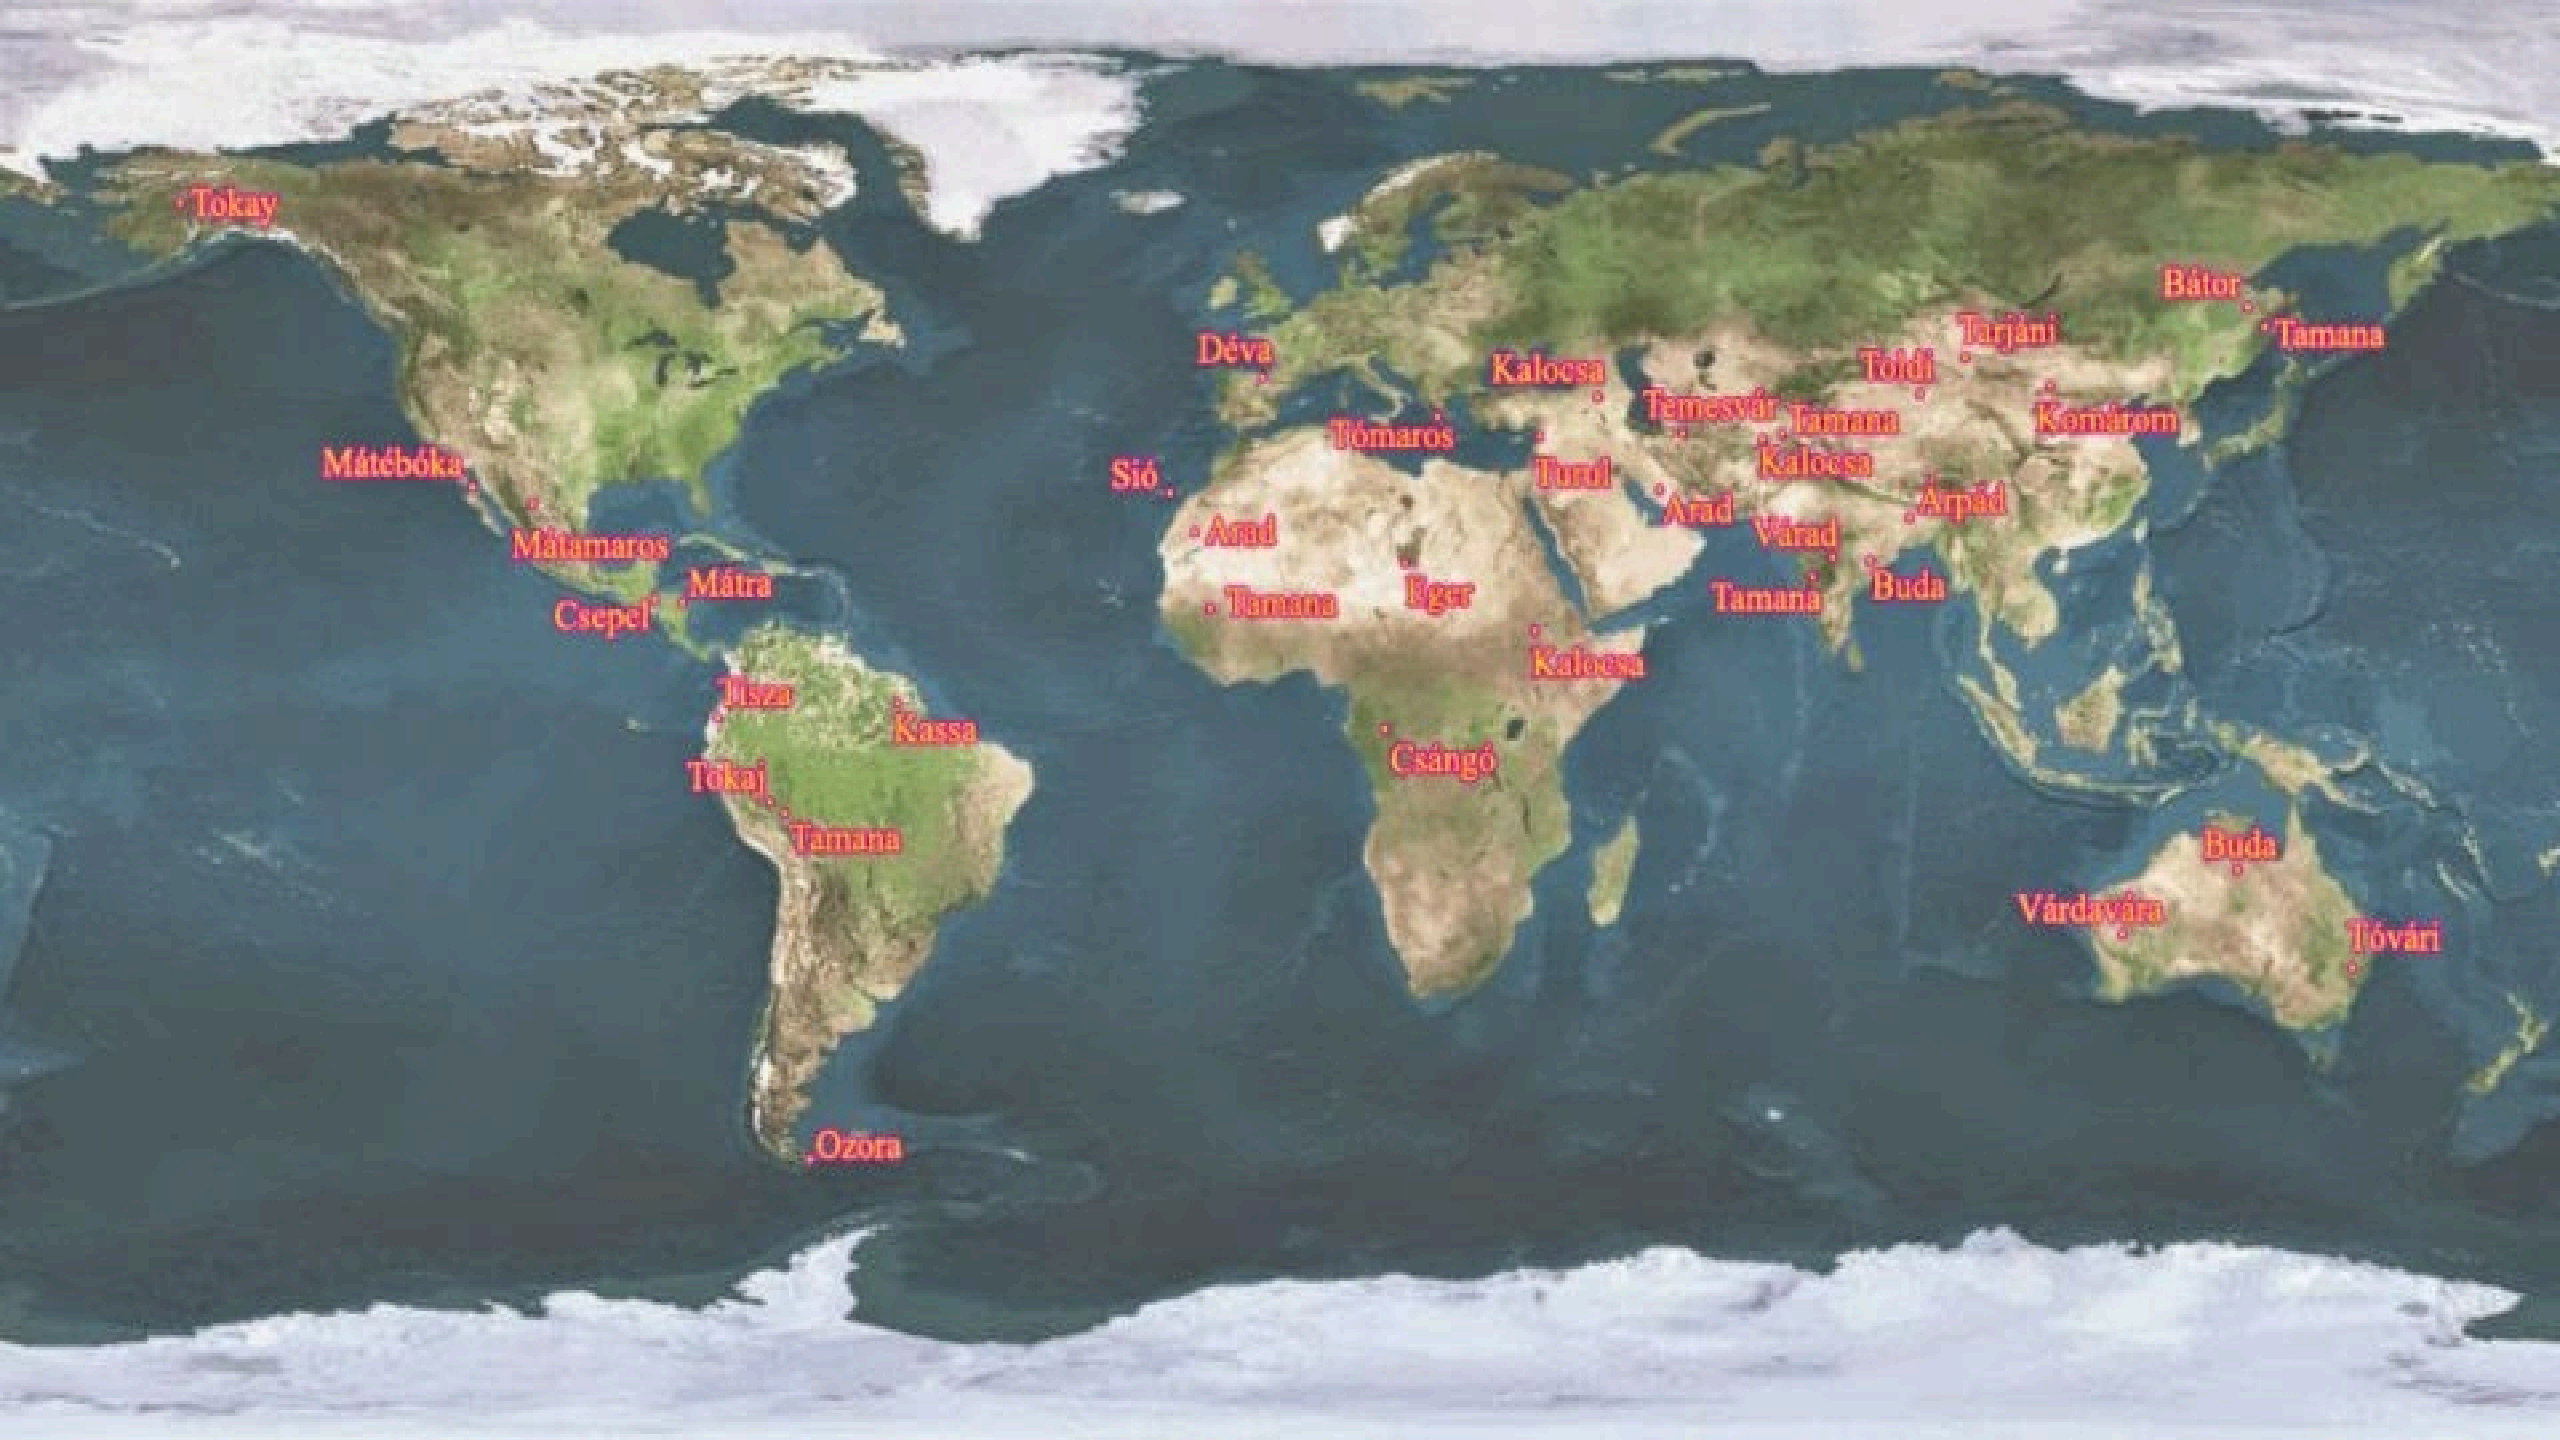 Tokay
Bátor
Tarjáni
Tamana
Déva
Kalocsa
Toldi
Temesvár
Tamana
Komárom
Tómaros
Mátébóka
Sió
Turul
Kalocsa
Arad
Árpád
Arad
Várad
Mátamaros
Mátra
Csepel
Tamana
Eger
Tamana
Buda
Kalocsa
Tisza
Kassa
Csángó
Tokaj
Tamana
Buda
Várdavára
Tóvári
Ozora